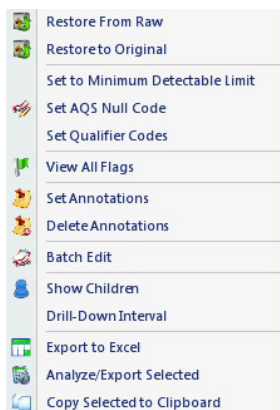 Restore From Raw
Restore to Original
Set to Minimum Detectable Limit
Set AQS Null Code
Set Qualifier Codes
View All Flags
Set Annotations
Delete Annotations
Batch Edit
Show Children
Drill-Down Interval
Export to Excel
Analyze/Export Selected
Copy Selected to Clipboard